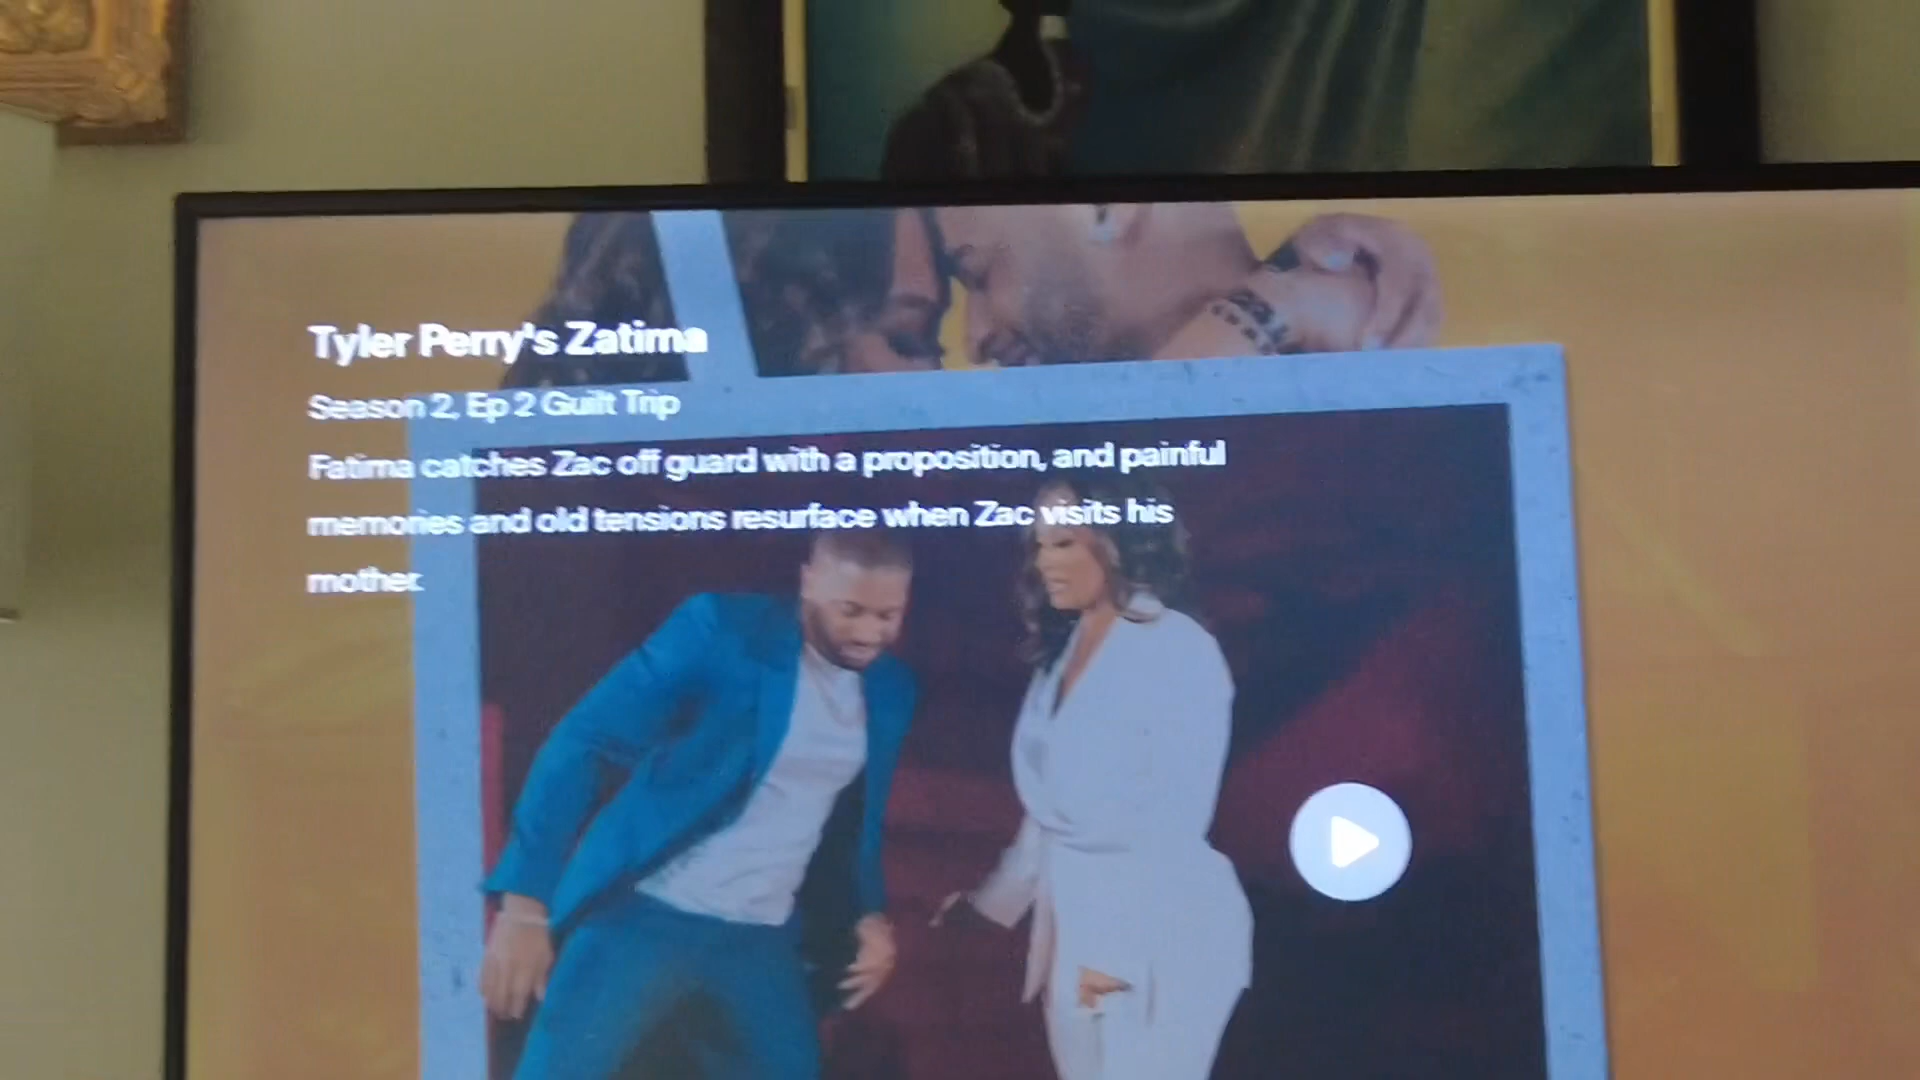 Tyler Perry's Zatima
Season 2, Ep 2 Guilt Trip
Fatima catches Zac off guard with a proposition, and painful
memories and old tensions resurface when Zac visits his
mother.